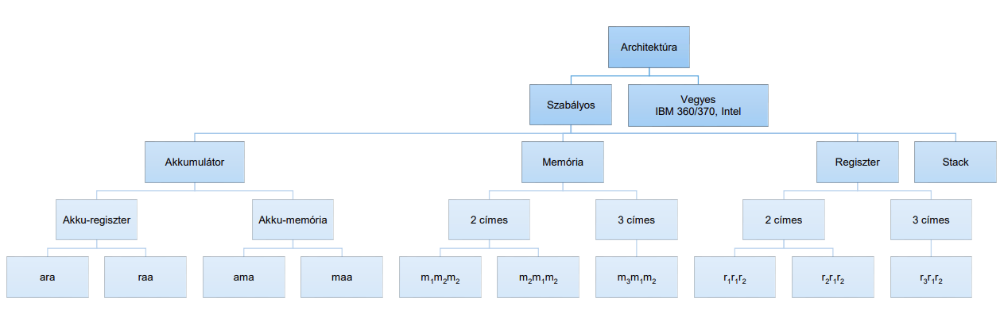 Architektúra
Szabályos
Vegyes
IBM 360/370, Intel
Akkumulátor
Memória
Regiszter
Stack
Akku-regiszter
Akku-memória
2 címes
3 címes
2 címes
3 címes
ara
raa
ama
maa
m₁m₂m₂
m₂m₁m₂
m₃m₁m₂
r₁r₁r₂
r₂r₁r₂
r₃r₁r₂